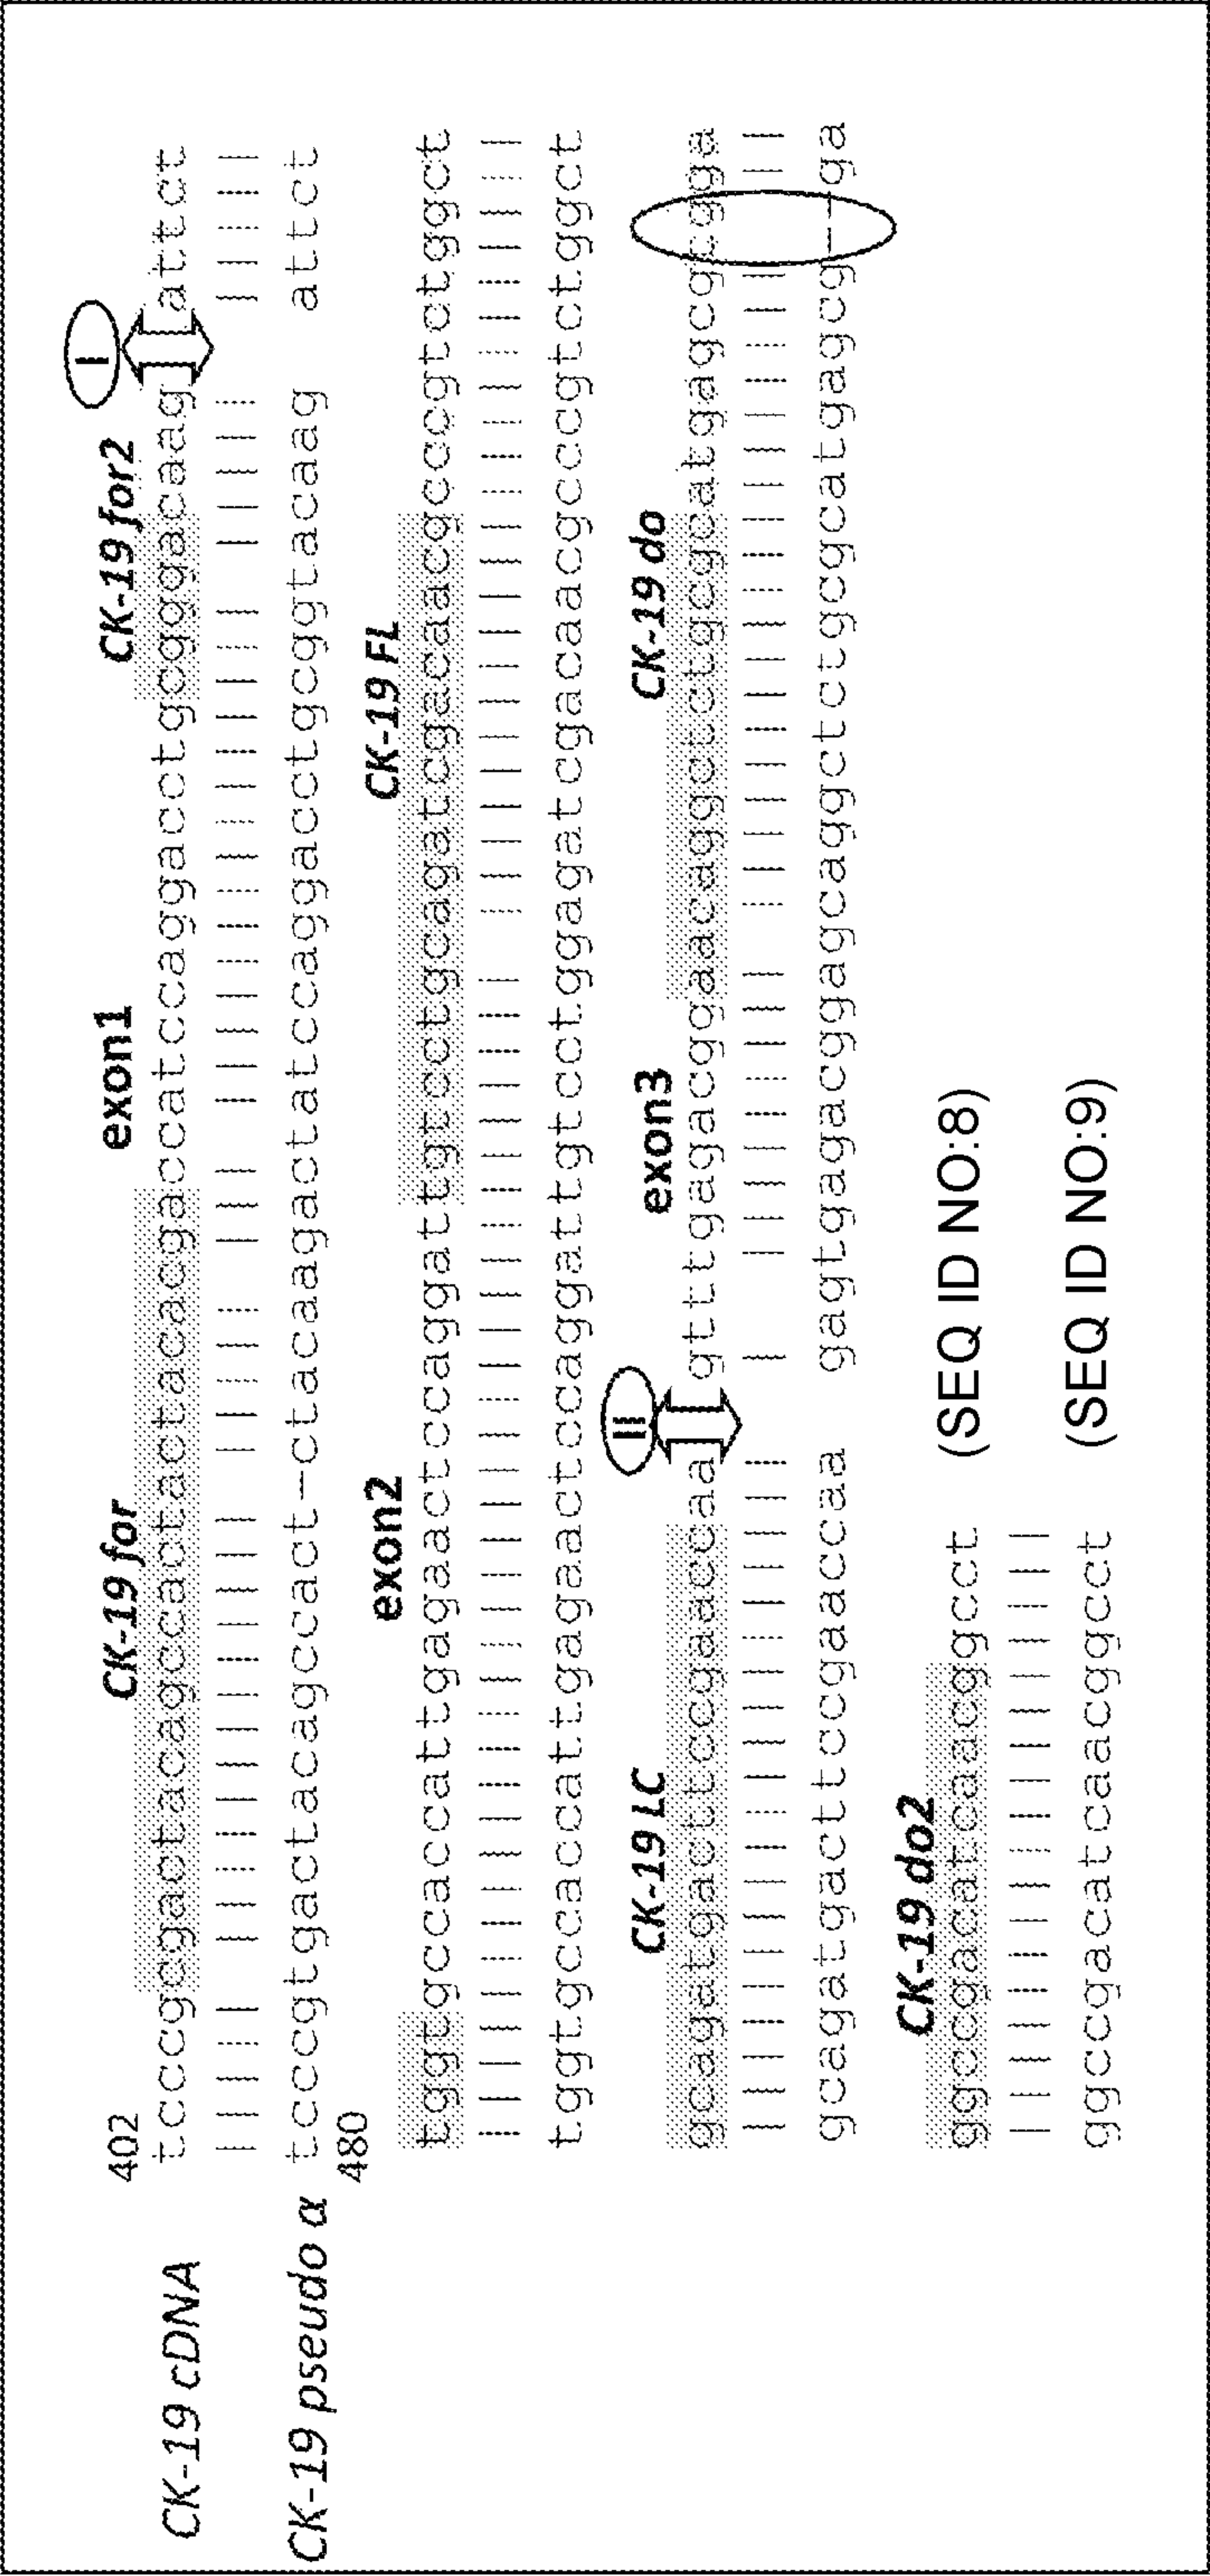 402
CK-19 for exon1 CK-19 for2 I
CK-19 cDNA tcccgcgactacagccactactacacgaccatccaggacctgcgggacaag attct
CK-19 pseudo α tcccgtgactacagccact-ctacaagactatccaggacctgcggtacaag attct
480
exon2 CK-19 FL
tggtgccaccattgagaactccaggattgtcctgcagatcgacaacgcccgtctggct
tggtgccaccattgagaactccaggattgtcctggagatcgacaacgcccgtctggct
CK-19 LC II exon3 CK-19 do
gcagatgacttccgaaccaa gtttgagacggaacaggctctgcgcatgagcgtgga
gcagatgacttccgaaccaa gagtgagacggagcaggctctgcgcatgagcg--ga
CK-19 do2
ggccgacatcaacggcct (SEQ ID NO:8)
ggccgacatcaacggcct (SEQ ID NO:9)